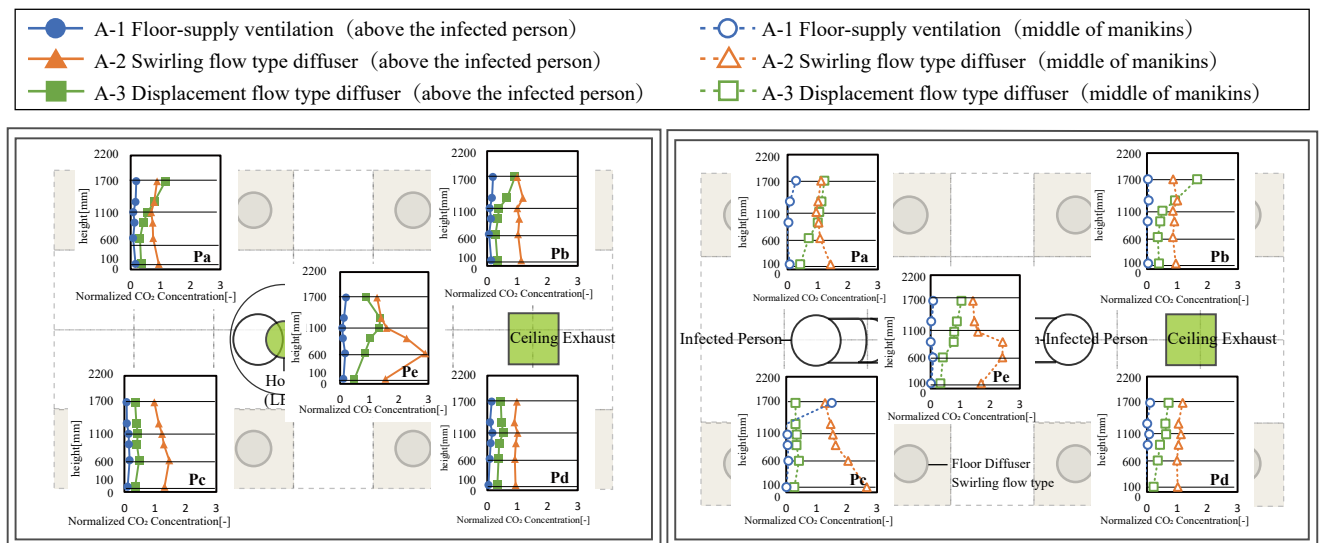 A-1 Floor-supply ventilation（above the infected person）
A-2 Swirling flow type diffuser（above the infected person）
A-3 Displacement flow type diffuser（above the infected person）
A-1 Floor-supply ventilation（middle of manikins）
A-2 Swirling flow type diffuser（middle of manikins）
A-3 Displacement flow type diffuser（middle of manikins）
2200
1700
1100
600
100
0
height[mm]
Pa
0 1 2 3
Normalized CO₂ Concentration[-]
2200
1700
1200
600
100
0
height[mm]
Pb
0 1 2 3
Normalized CO₂ Concentration[-]
2200
1700
100
600
100
0
height[mm]
Pe
0 1 2 3
Normalized CO₂ Concentration[-]
Ho
(LE
Ceiling Exhaust
2200
1700
1100
600
100
0
height[mm]
Pc
0 1 2 3
Normalized CO₂ Concentration[-]
2200
1700
1100
600
100
0
height[mm]
Pd
0 1 2 3
Normalized CO₂ Concentration[-]
2200
1700
1100
600
100
0
height[mm]
Pa
0 1 2 3
Normalized CO₂ Concentration[-]
2200
1700
1100
600
100
0
height[mm]
Pb
0 1 2 3
Normalized CO₂ Concentration[-]
2200
1700
1100
600
100
0
height[mm]
Pe
0 1 2 3
Normalized CO₂ Concentration[-]
Infected Person
-Infected Person
Ceiling Exhaust
2200
1700
1100
600
100
0
height[mm]
Pc
0 1 2 3
Normalized CO₂ Concentration[-]
Floor Diffuser
Swirling flow type
2200
1700
1100
600
100
0
height[mm]
Pd
0 1 2 3
Normalized CO₂ Concentration[-]